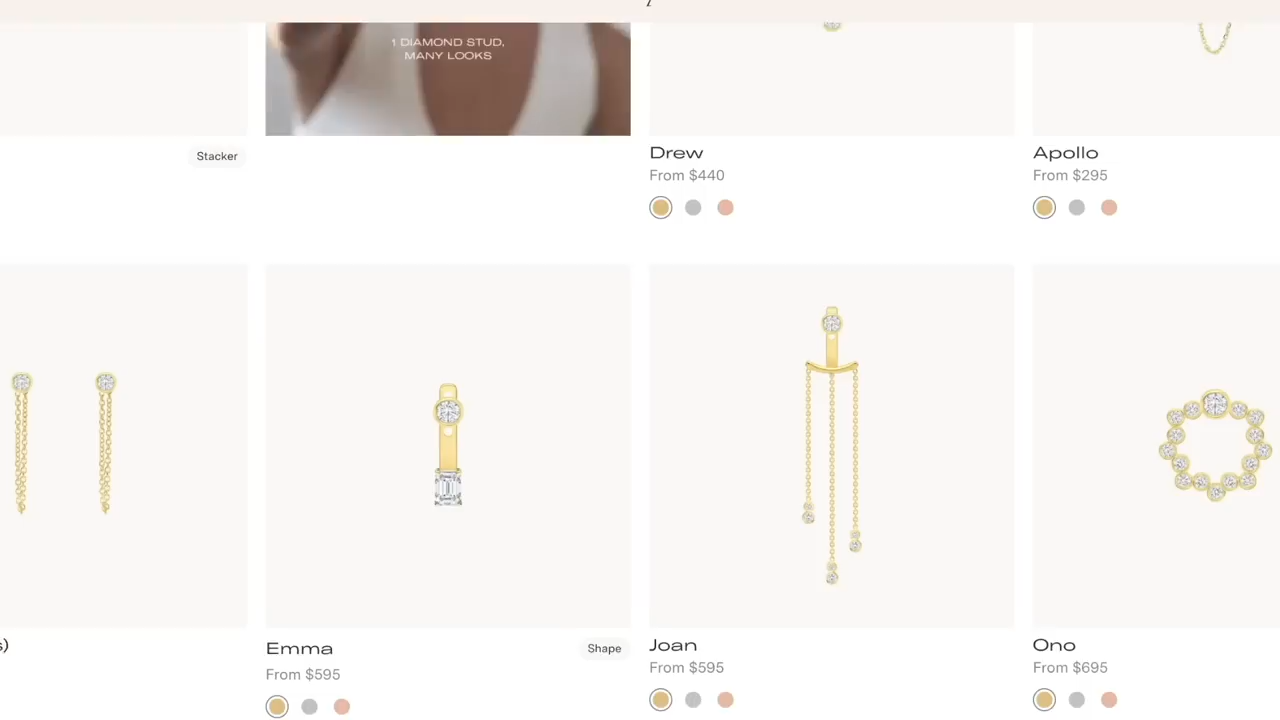 1 DIAMOND STUD,
MANY LOOKS
Stacker
Drew
From $440
Apollo
From $295
Emma
Shape
From $595
Joan
From $595
Ono
From $695